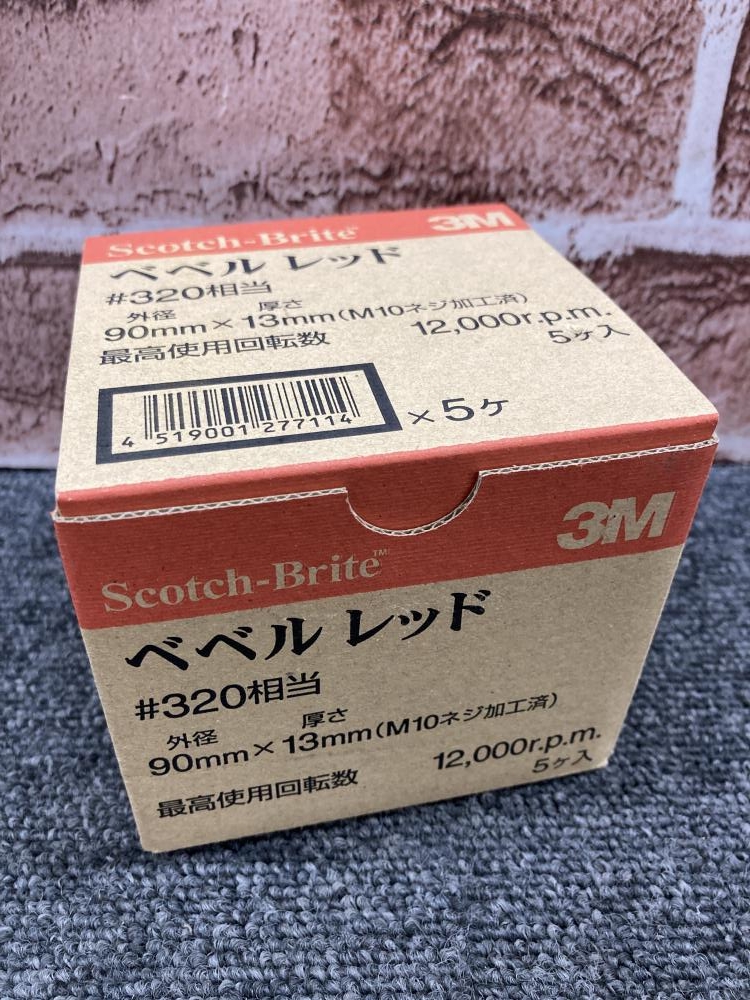 Scotch-Brite™ 3M
ベベル レッド
#320相当
外径 厚さ
90mm×13mm(M10ネジ加工済)
最高使用回転数 12,000r.p.m.
5ヶ入
4 519001 277114 ×5ケ
Scotch-Brite™ 3M
ベベル レッド
#320相当
外径 厚さ
90mm×13mm(M10ネジ加工済)
最高使用回転数 12,000r.p.m.
5ヶ入